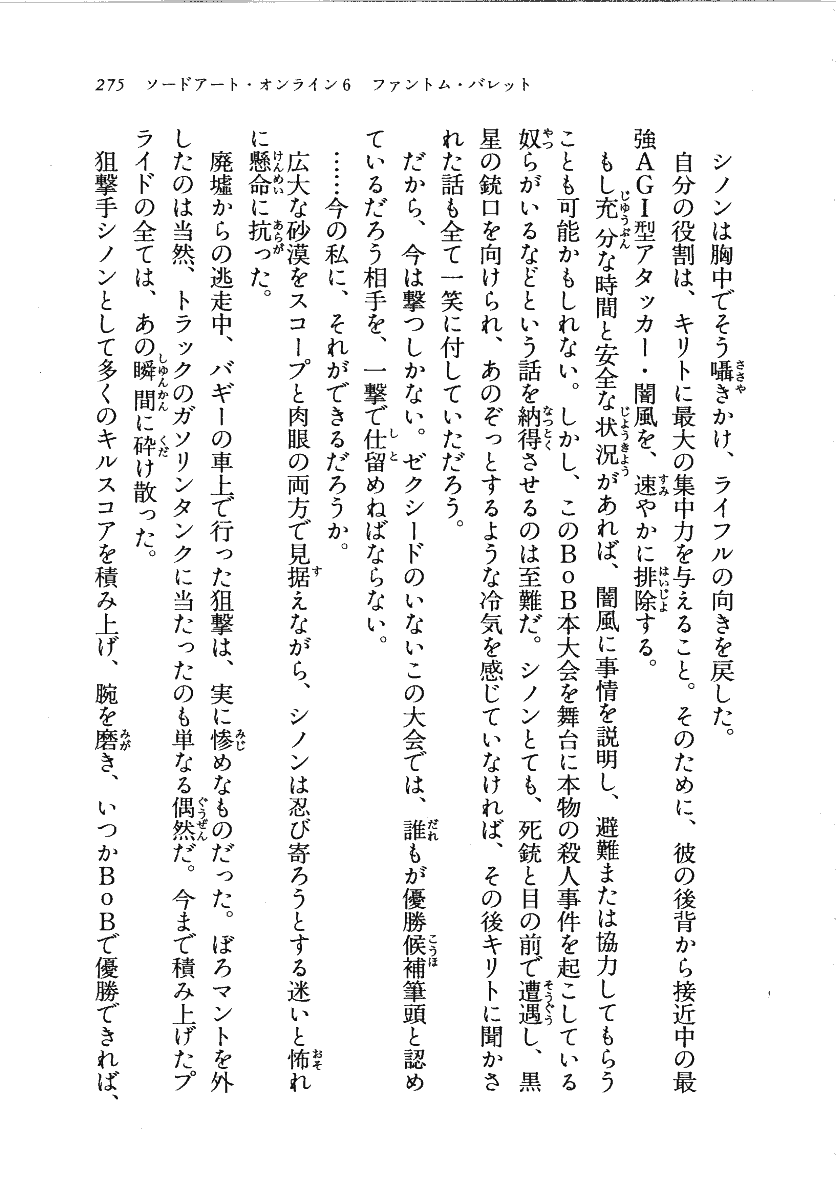 275 ソードアート・オンライン6 ファントム・バレット
シノンは胸中でそう囁きかけ、ライフルの向きを戻した。
自分の役割は、キリトに最大の集中力を与えること。そのために、彼の後背から接近中の最
強AGI型アタッカー・闇風を、速やかに排除する。
もし充分な時間と安全な状況があれば、闇風に事情を説明し、避難または協力してもらう
ことも可能かもしれない。しかし、このBoB本大会を舞台に本物の殺人事件を起こしている
奴らがいるなどという話を納得させるのは至難だ。シノンとても、死銃と目の前で遭遇し、黒
星の銃口を向けられ、あのぞっとするような冷気を感じていなければ、その後キリトに聞かさ
れた話も全て一笑に付していただろう。
だから、今は撃つしかない。ゼクシードのいないこの大会では、誰もが優勝候補筆頭と認め
ているだろう相手を、一撃で仕留めねばならない。
……今の私に、それができるだろうか。
広大な砂漠をスコープと肉眼の両方で見据えながら、シノンは忍び寄ろうとする迷いと怖れ
に懸命に抗った。
廃墟からの逃走中、バギーの車上で行った狙撃は、実に惨めなものだった。ぼろマントを外
したのは当然、トラックのガソリンタンクに当たったのも単なる偶然だ。今まで積み上げたプ
ライドの全ては、あの瞬間に砕け散った。
狙撃手シノンとして多くのキルスコアを積み上げ、腕を磨き、いつかBoBで優勝できれば、